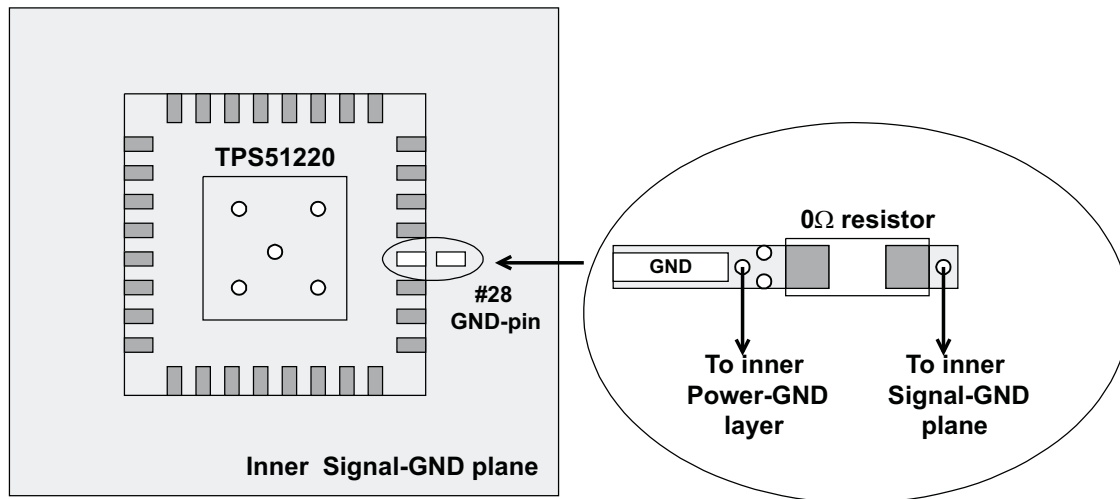 TPS51220
#28
GND-pin
Inner Signal-GND plane
0Ω resistor
GND
To inner
Power-GND
layer
To inner
Signal-GND
plane